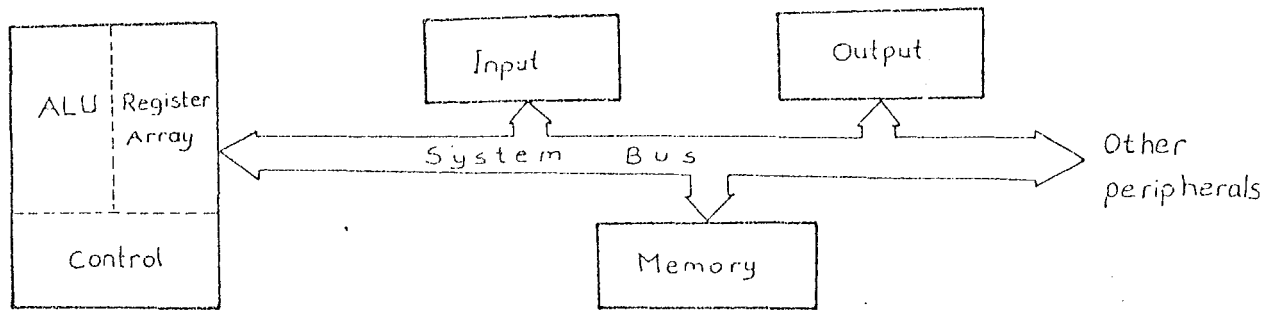 ALU
Register
Array
Control
Input
Output
System Bus
Memory
Other
peripherals